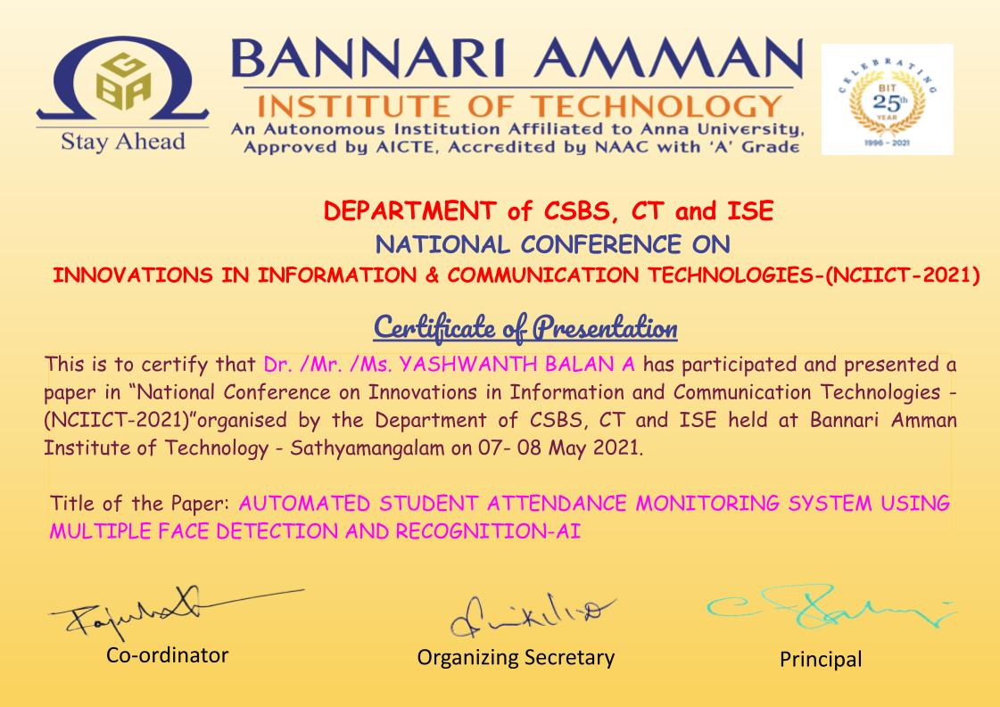 GBA
Stay Ahead
BANNARI AMMAN
INSTITUTE OF TECHNOLOGY
An Autonomous Institution Affiliated to Anna University,
Approved by AICTE, Accredited by NAAC with ‘A’ Grade
CELEBRATING
BIT
25th
YEAR
1996 - 2021
DEPARTMENT of CSBS, CT and ISE
NATIONAL CONFERENCE ON
INNOVATIONS IN INFORMATION & COMMUNICATION TECHNOLOGIES-(NCIICT-2021)
Certificate of Presentation
This is to certify that Dr. /Mr. /Ms. YASHWANTH BALAN A has participated and presented a
paper in “National Conference on Innovations in Information and Communication Technologies -
(NCIICT-2021)”organised by the Department of CSBS, CT and ISE held at Bannari Amman
Institute of Technology - Sathyamangalam on 07- 08 May 2021.
Title of the Paper: AUTOMATED STUDENT ATTENDANCE MONITORING SYSTEM USING
MULTIPLE FACE DETECTION AND RECOGNITION-AI
Co-ordinator
Organizing Secretary
Principal